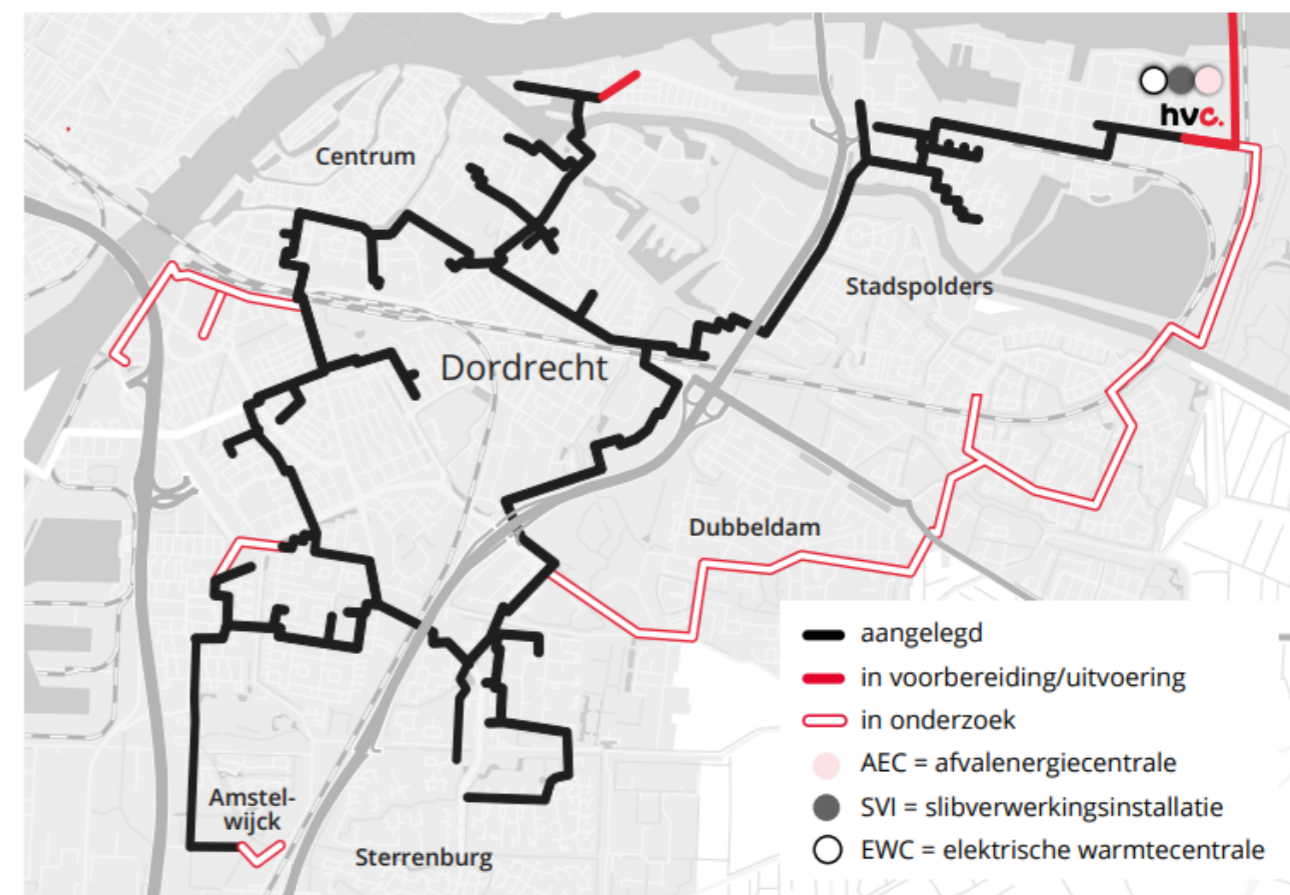 hvc.
Centrum
Stadspolders
Dordrecht
Dubbeldam
Amstel-
wijck
Sterrenburg
aangelegd
in voorbereiding/uitvoering
in onderzoek
AEC = afvalenergiecentrale
SVI = slibverwerkingsinstallatie
EWC = elektrische warmtecentrale